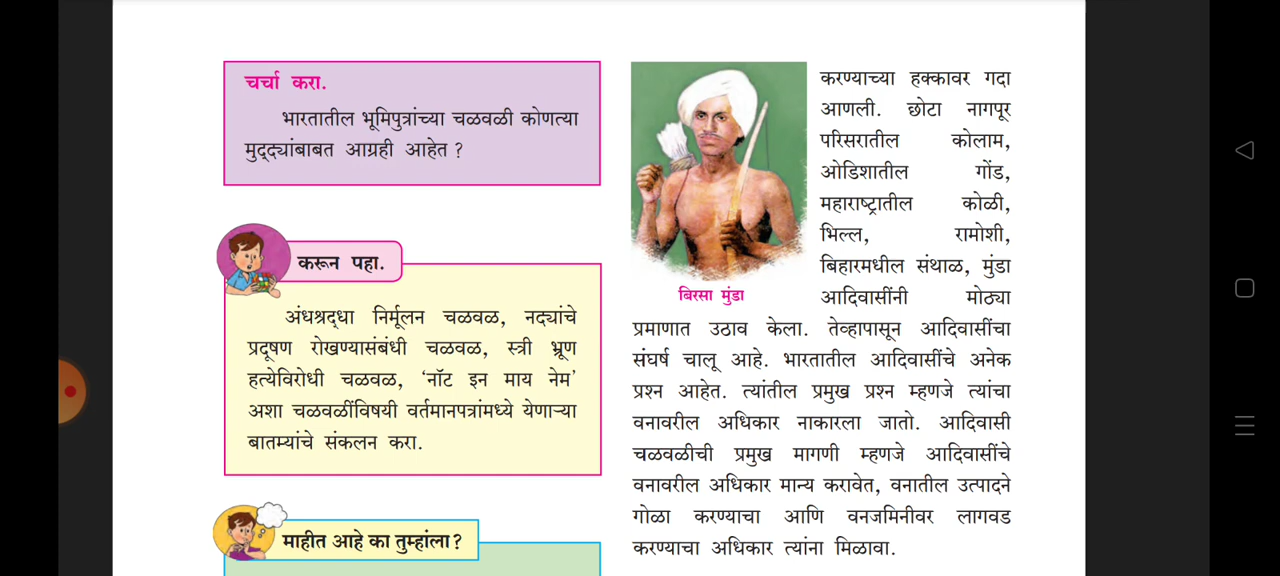 चर्चा करा.
भारतातील भूमिपुत्रांच्या चळवळी कोणत्या
मुद्द्यांबाबत आग्रही आहेत ?
करून पहा.
अंधश्रद्धा निर्मूलन चळवळ, नद्यांचे
प्रदूषण रोखण्यासंबंधी चळवळ, स्त्री भ्रूण
हत्येविरोधी चळवळ, ‘नॉट इन माय नेम’
अशा चळवळींविषयी वर्तमानपत्रांमध्ये येणाऱ्या
बातम्यांचे संकलन करा.
माहीत आहे का तुम्हांला ?
बिरसा मुंडा
करण्याच्या हक्कावर गदा
आणली. छोटा नागपूर
परिसरातील कोलाम,
ओडिशातील गोंड,
महाराष्ट्रातील कोळी,
भिल्ल, रामोशी,
बिहारमधील संथाळ, मुंडा
आदिवासींनी मोठ्या
प्रमाणात उठाव केला. तेव्हापासून आदिवासींचा
संघर्ष चालू आहे. भारतातील आदिवासींचे अनेक
प्रश्न आहेत. त्यांतील प्रमुख प्रश्न म्हणजे त्यांचा
वनावरील अधिकार नाकारला जातो. आदिवासी
चळवळीची प्रमुख मागणी म्हणजे आदिवासींचे
वनावरील अधिकार मान्य करावेत, वनातील उत्पादने
गोळा करण्याचा आणि वनजमिनीवर लागवड
करण्याचा अधिकार त्यांना मिळावा.